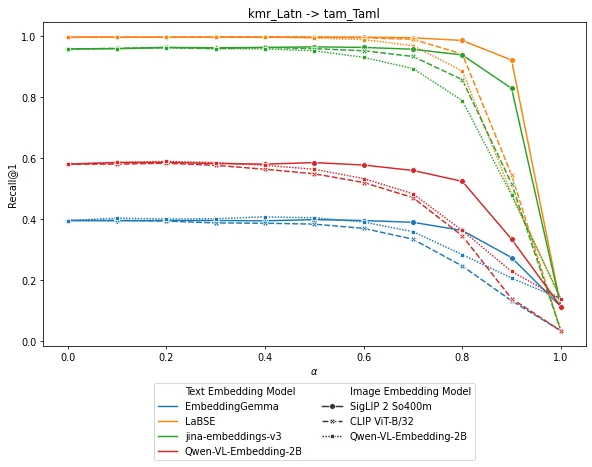 kmr_Latn -> tam_Taml
Recall@1
1.0
0.8
0.6
0.4
0.2
0.0
0.0 0.2 0.4 0.6 0.8 1.0
α
Text Embedding Model
EmbeddingGemma
LaBSE
jina-embeddings-v3
Qwen-VL-Embedding-2B
Image Embedding Model
SigLIP 2 So400m
CLIP ViT-B/32
Qwen-VL-Embedding-2B